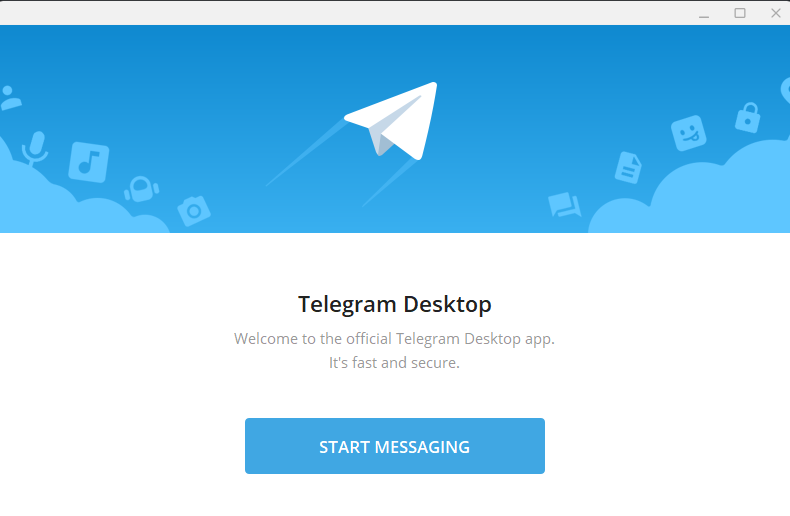 Telegram Desktop
Welcome to the official Telegram Desktop app.
It's fast and secure.
START MESSAGING